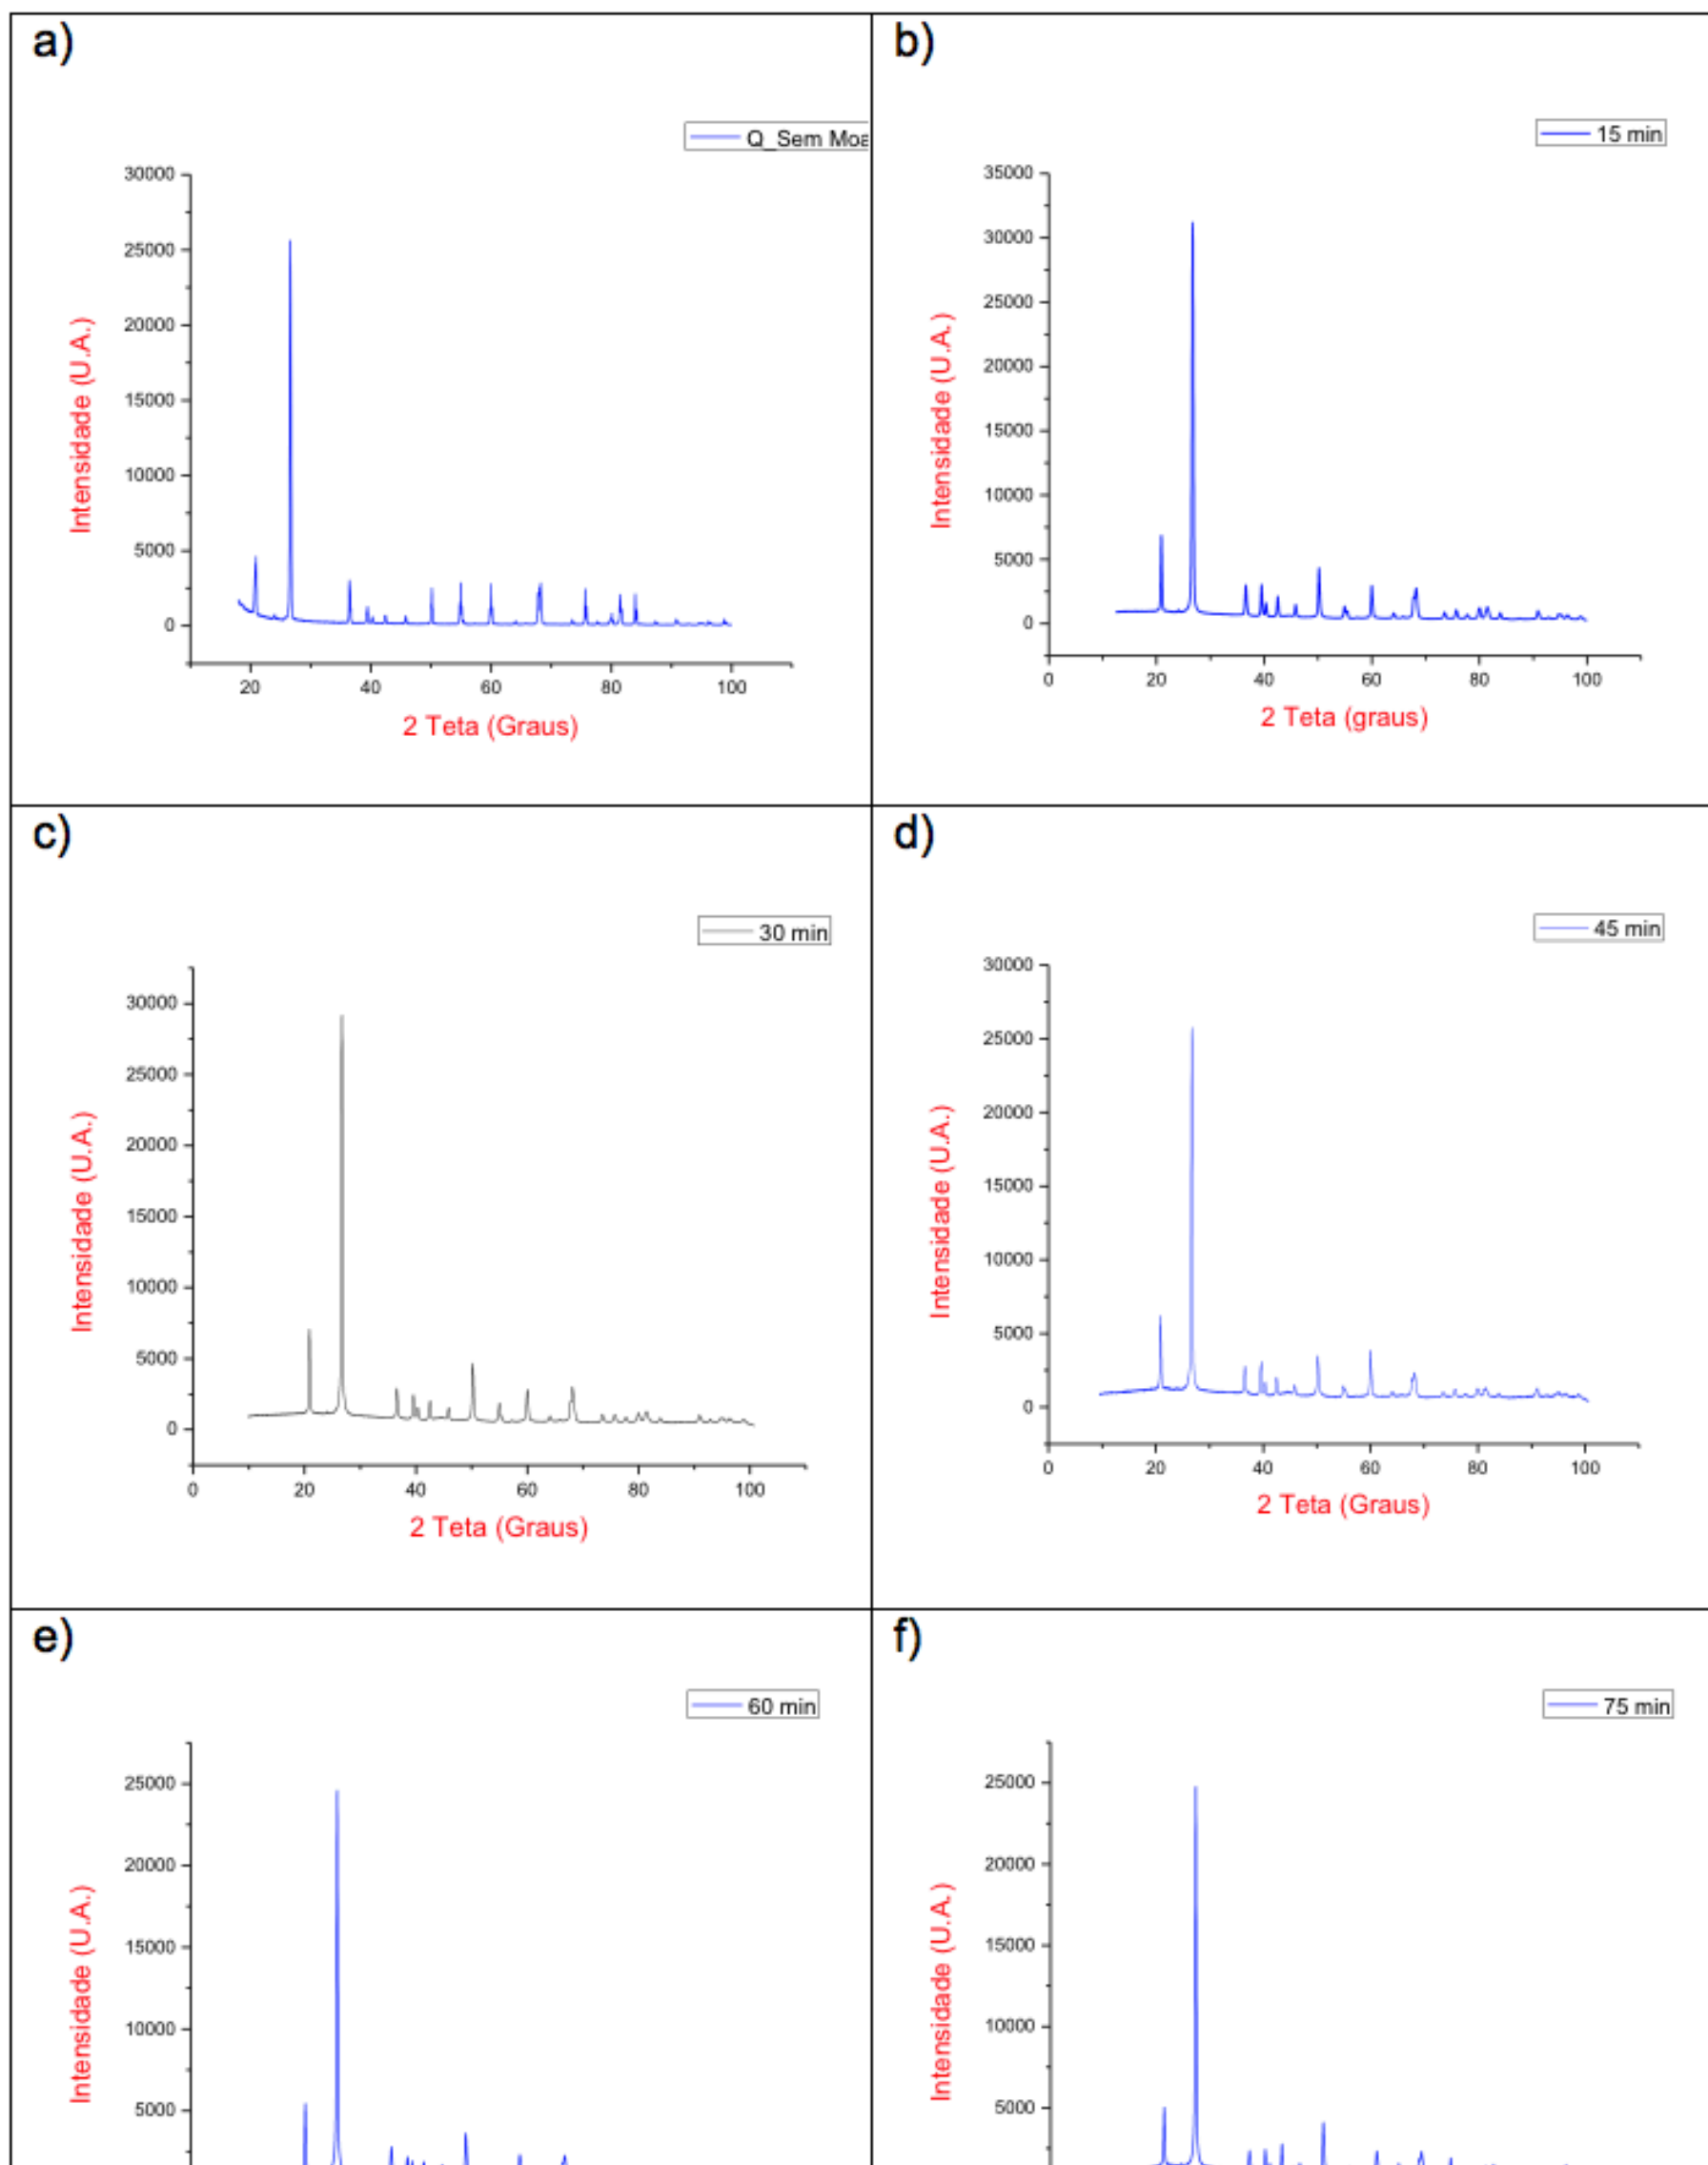 a)
Q_Sem Moa
30000
25000
20000
15000
10000
5000
0
Intensidade (U.A.)
20 40 60 80 100
2 Teta (Graus)
b)
15 min
35000
30000
25000
20000
15000
10000
5000
0
Intensidade (U.A.)
0 20 40 60 80 100
2 Teta (graus)
c)
30 min
30000
25000
20000
15000
10000
5000
0
Intensidade (U.A.)
0 20 40 60 80 100
2 Teta (Graus)
d)
45 min
30000
25000
20000
15000
10000
5000
0
Intensidade (U.A.)
0 20 40 60 80 100
2 Teta (Graus)
e)
60 min
25000
20000
15000
10000
5000
Intensidade (U.A.)
f)
75 min
25000
20000
15000
10000
5000
Intensidade (U.A.)